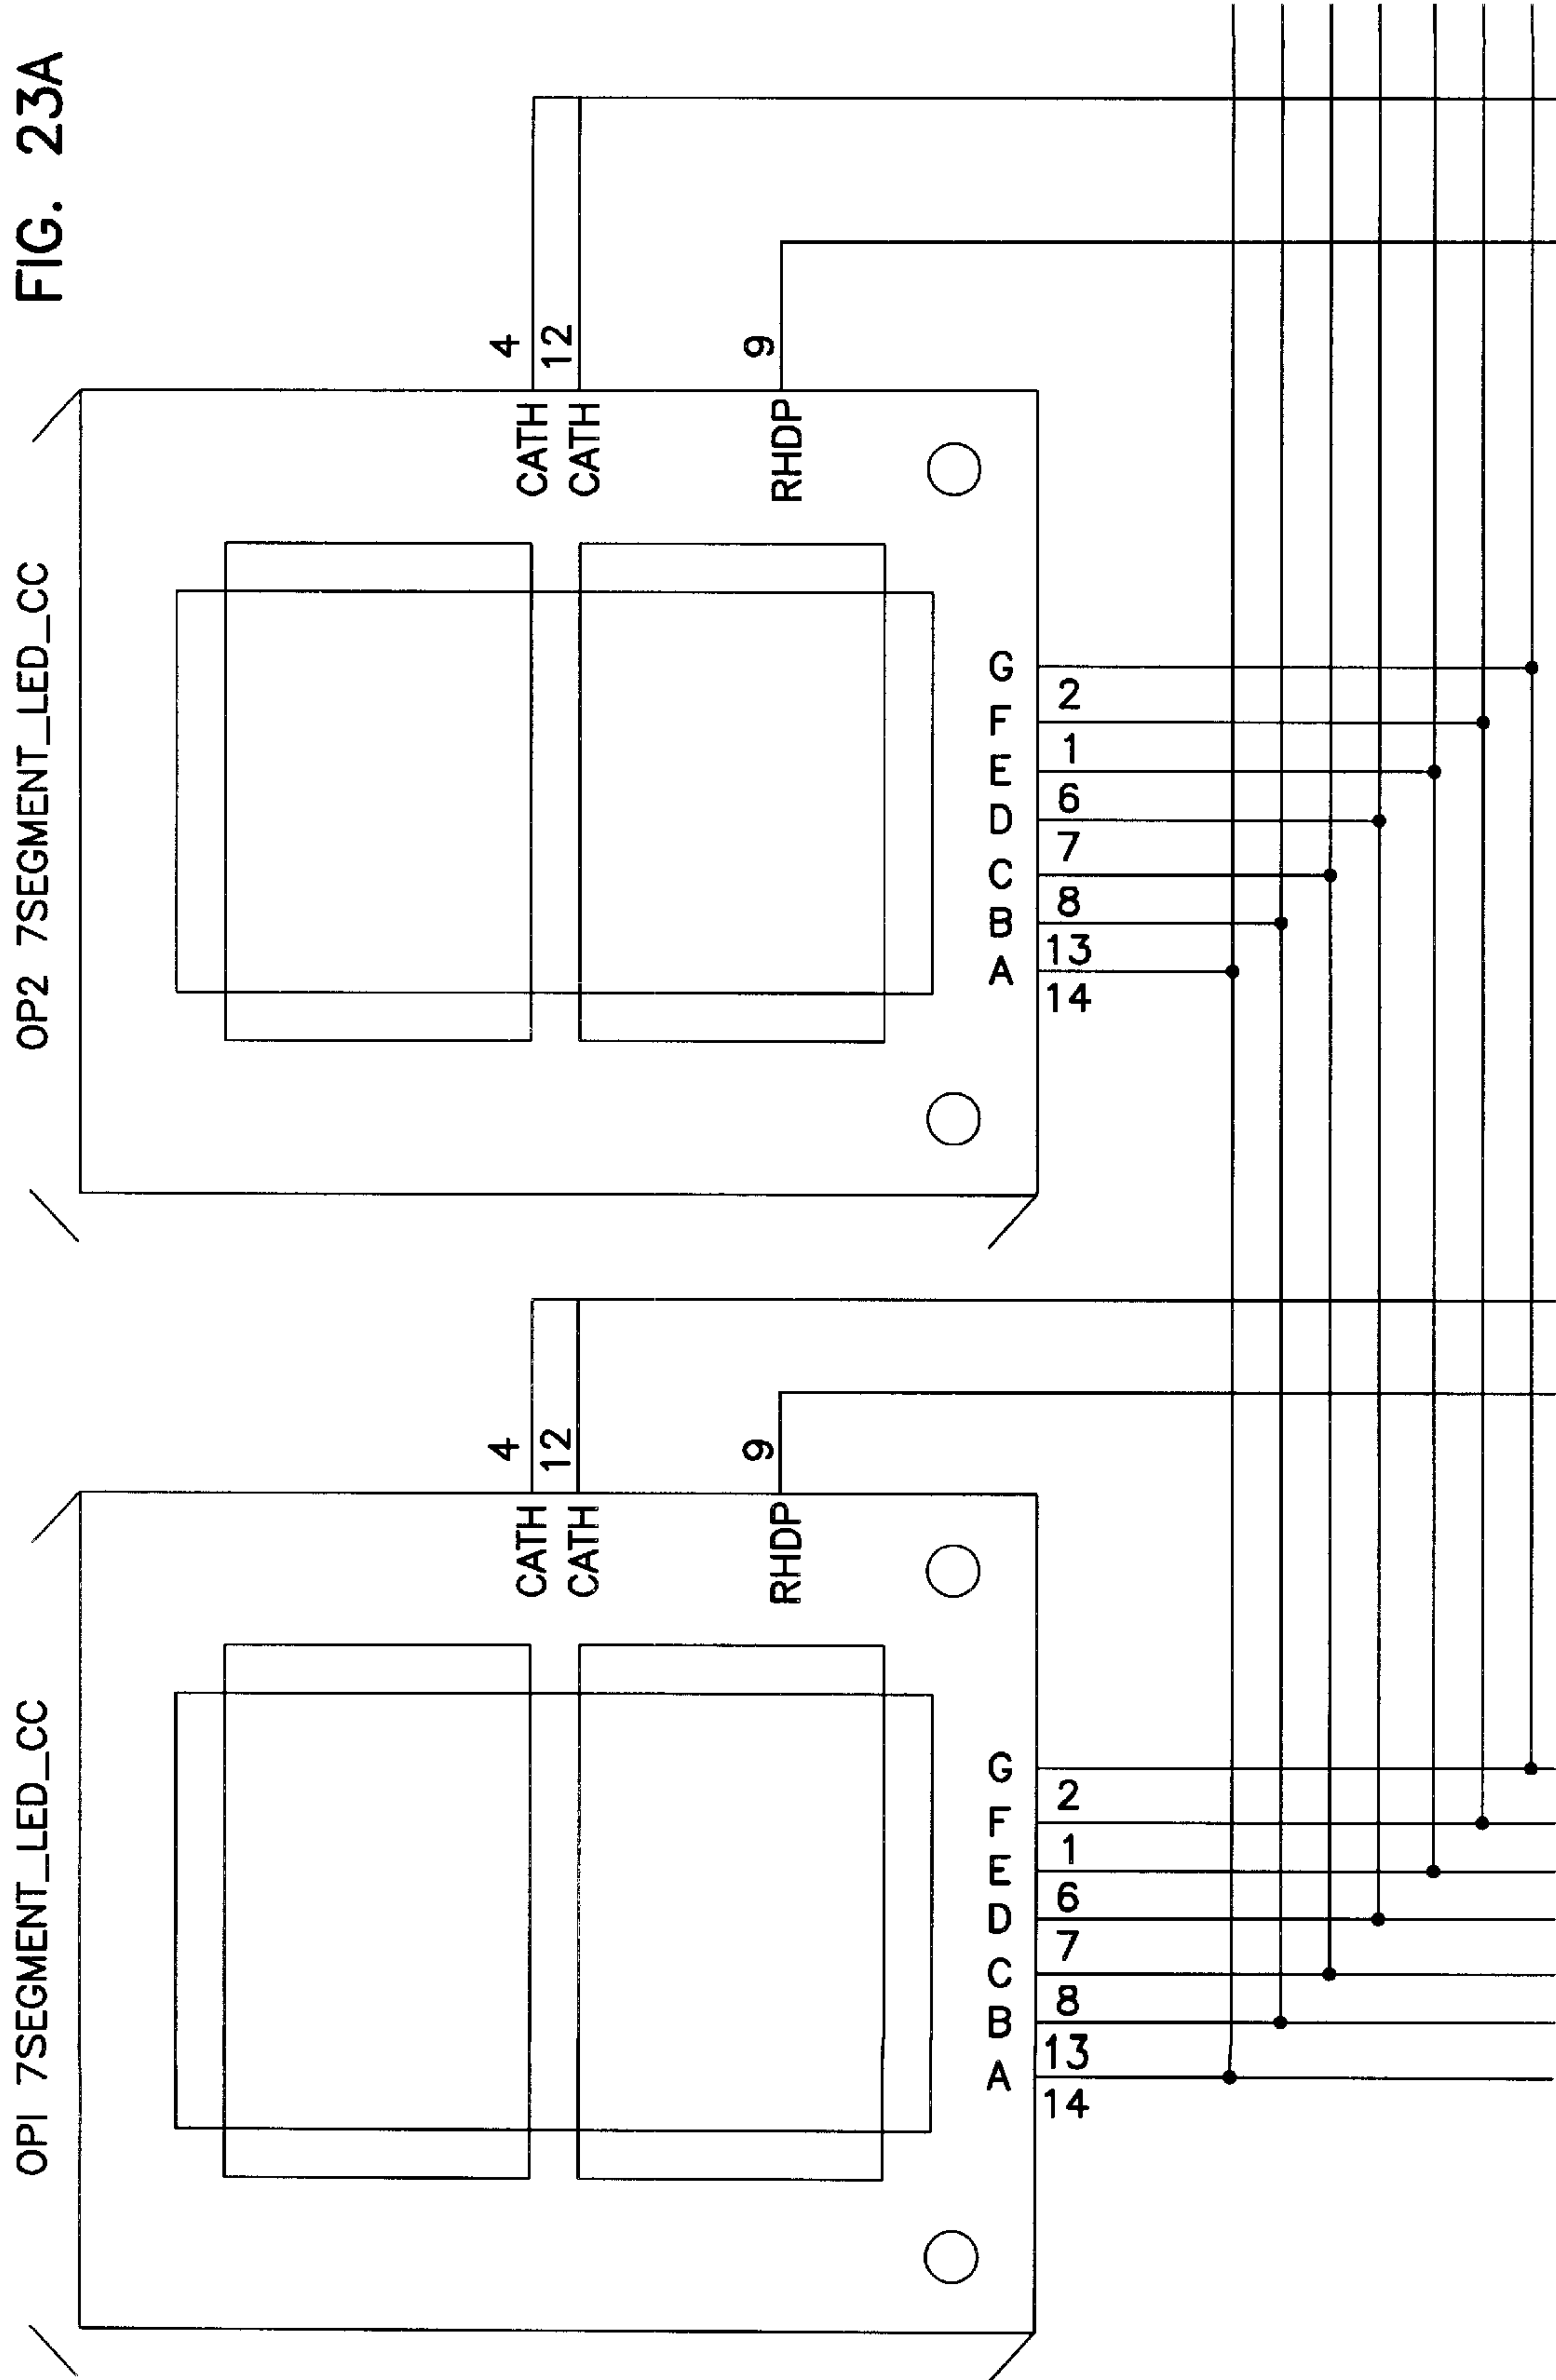 FIG. 23A
OPI 7SEGMENT_LED_CC
4
CATH
12
CATH
9
RHDP
G
2
F
1
E
6
D
7
C
8
B
13
A
14
OP2 7SEGMENT_LED_CC
4
CATH
12
CATH
9
RHDP
G
2
F
1
E
6
D
7
C
8
B
13
A
14